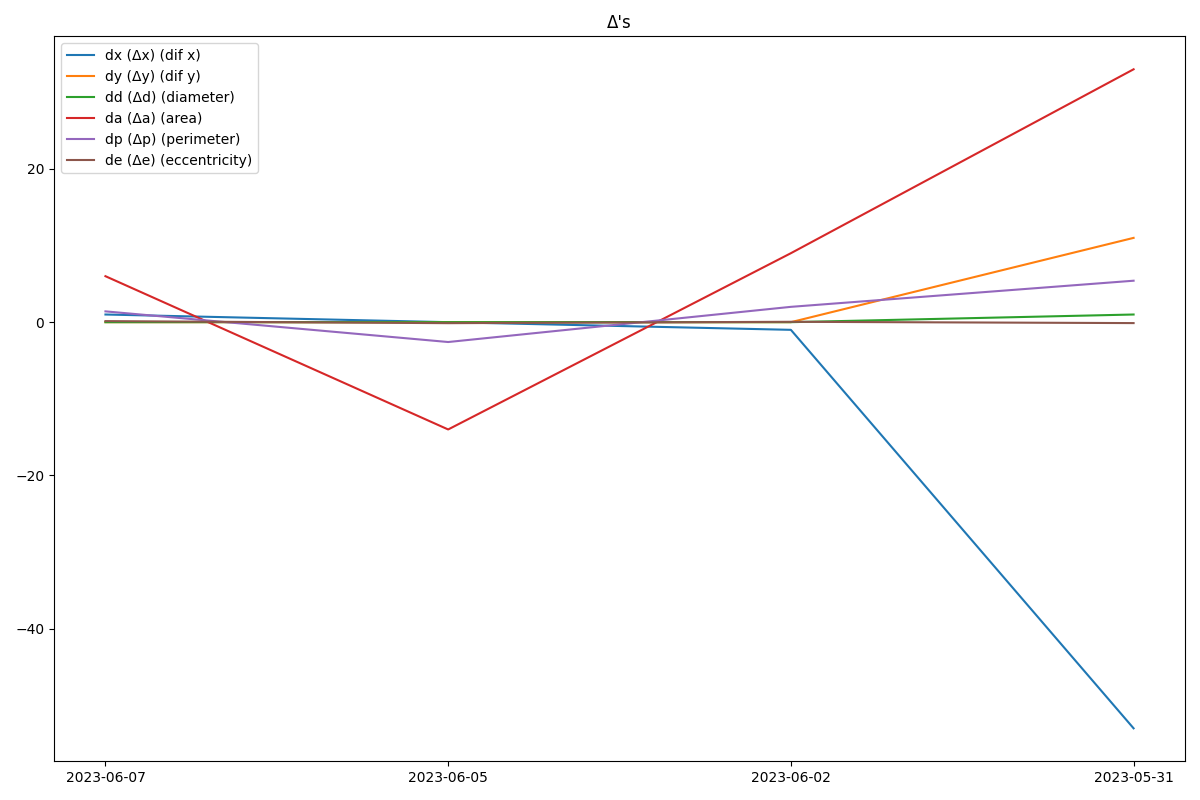 Δ's
dx (Δx) (dif x)
dy (Δy) (dif y)
dd (Δd) (diameter)
da (Δa) (area)
dp (Δp) (perimeter)
de (Δe) (eccentricity)
20
0
−20
−40
2023-06-07 2023-06-05 2023-06-02 2023-05-31